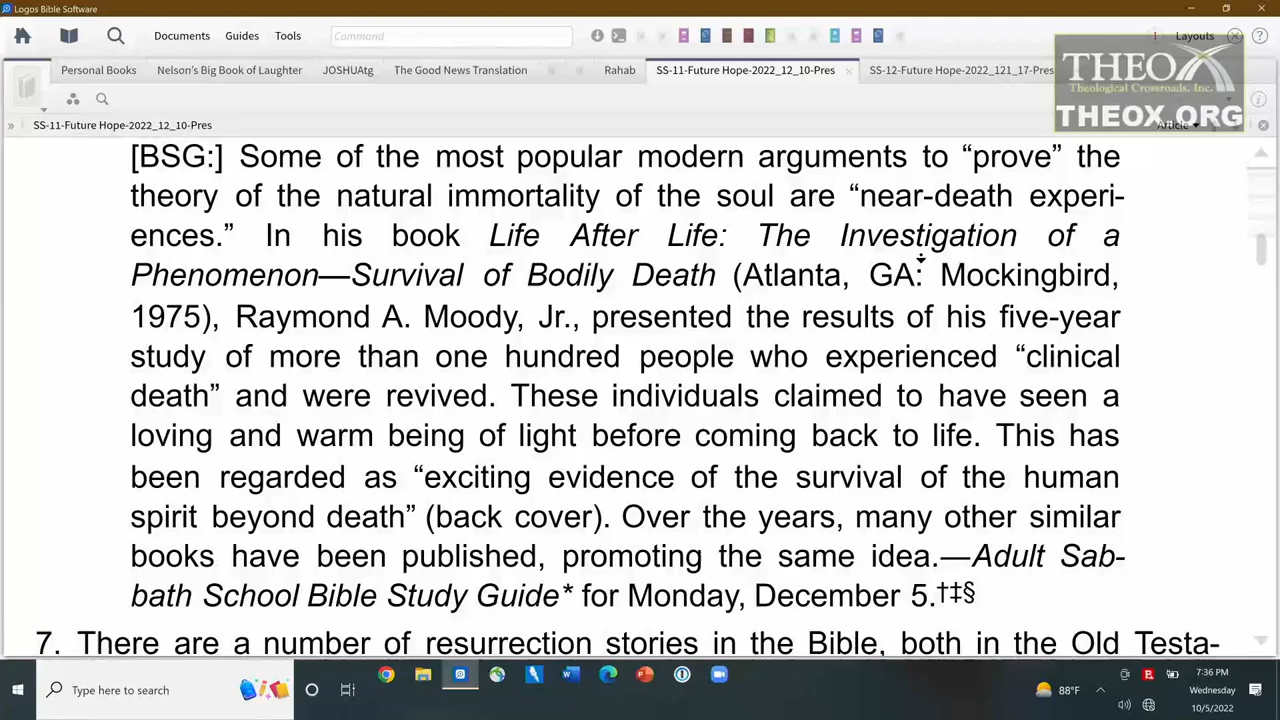 Logos Bible Software
Documents Guides Tools Command Layouts
Personal Books Nelson's Big Book of Laughter JOSHUAtg The Good News Translation Rahab SS-11-Future Hope-2022_12_10-Pres SS-12-Future Hope-2022_121_17-Pres
THEOX
Theological Crossroads, Inc.
THEOX.ORG
SS-11-Future Hope-2022_12_10-Pres Article
[BSG:] Some of the most popular modern arguments to “prove” the
theory of the natural immortality of the soul are “near-death experi-
ences.” In his book Life After Life: The Investigation of a
Phenomenon—Survival of Bodily Death (Atlanta, GA: Mockingbird,
1975), Raymond A. Moody, Jr., presented the results of his five-year
study of more than one hundred people who experienced “clinical
death” and were revived. These individuals claimed to have seen a
loving and warm being of light before coming back to life. This has
been regarded as “exciting evidence of the survival of the human
spirit beyond death” (back cover). Over the years, many other similar
books have been published, promoting the same idea.—Adult Sab-
bath School Bible Study Guide* for Monday, December 5.†‡§
7. There are a number of resurrection stories in the Bible, both in the Old Testa-
Type here to search
88°F
7:36 PM
Wednesday
10/5/2022